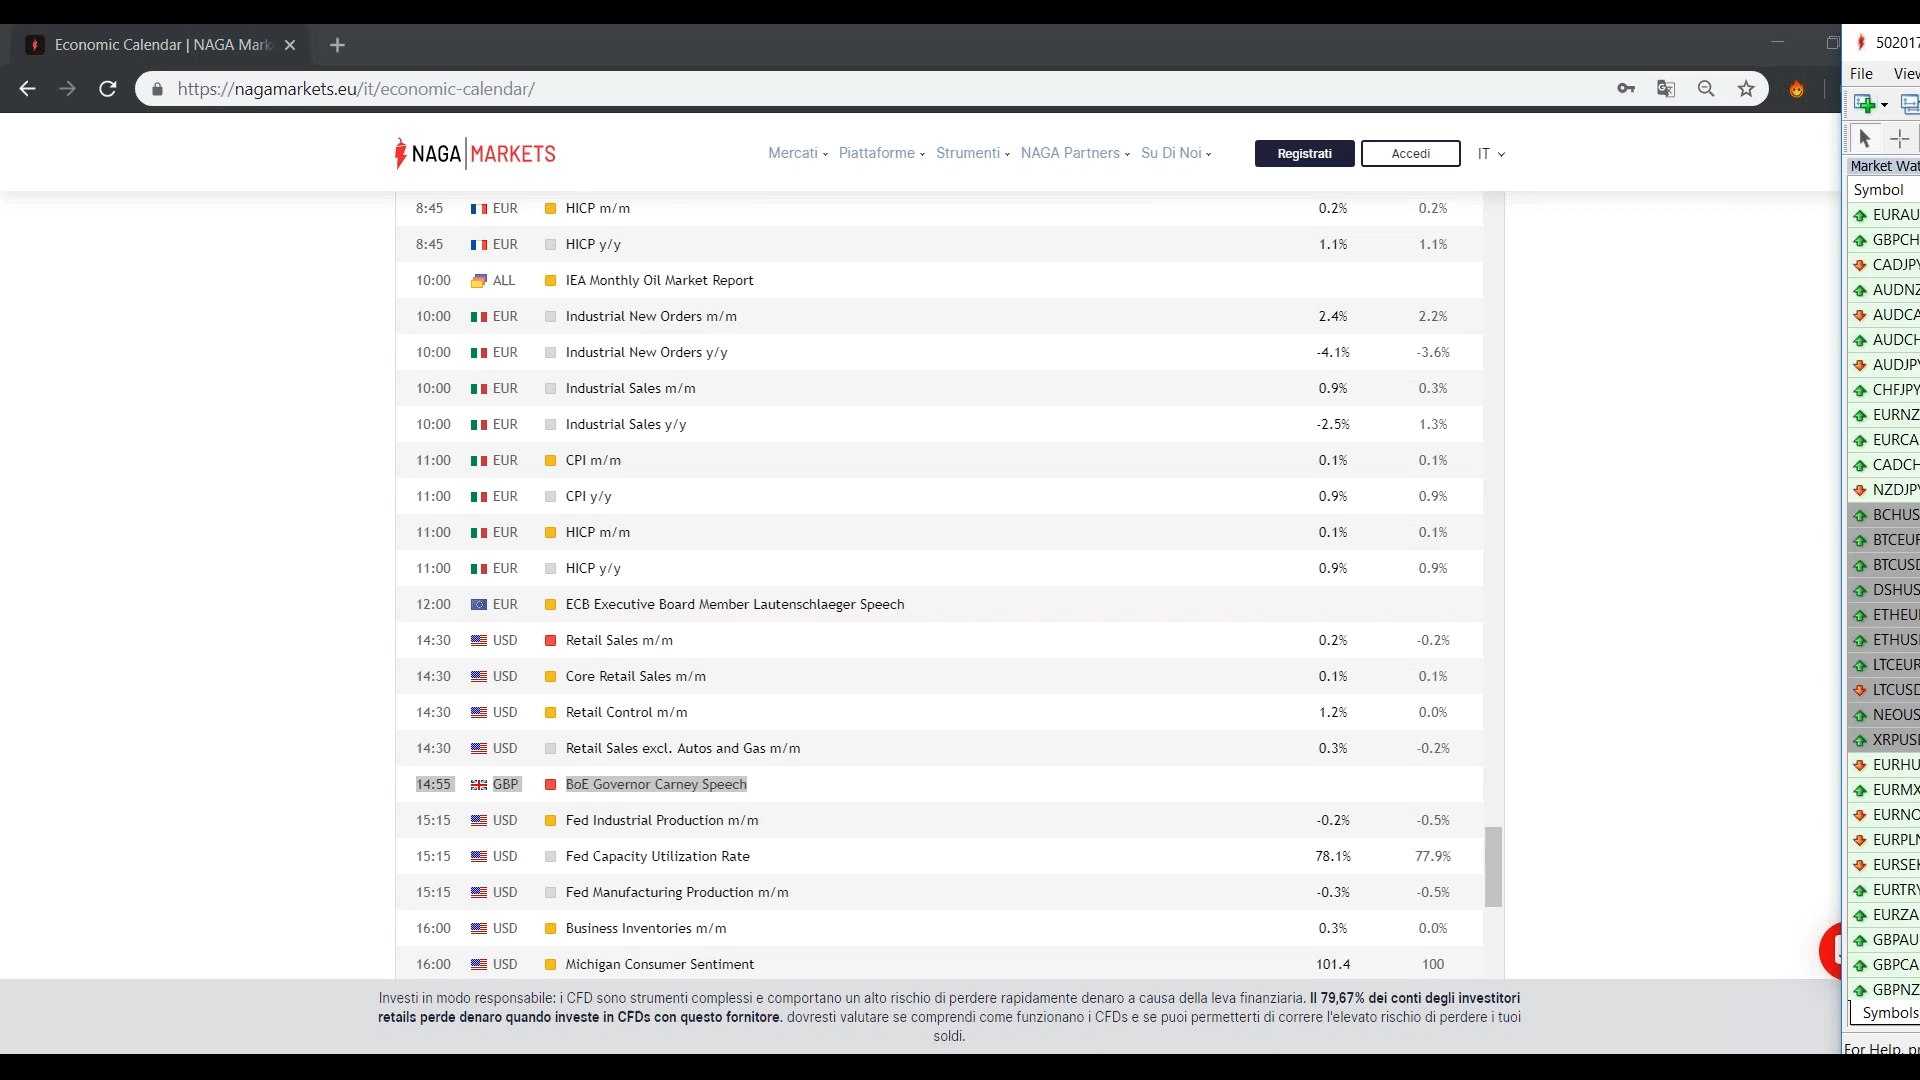 Economic Calendar | NAGA Mark
https://nagamarkets.eu/it/economic-calendar/
NAGA MARKETS
Mercati Piattaforme Strumenti NAGA Partners Su Di Noi
Registrati
Accedi
IT
8:45 EUR HICP m/m 0.2% 0.2%
8:45 EUR HICP y/y 1.1% 1.1%
10:00 ALL IEA Monthly Oil Market Report
10:00 EUR Industrial New Orders m/m 2.4% 2.2%
10:00 EUR Industrial New Orders y/y -4.1% -3.6%
10:00 EUR Industrial Sales m/m 0.9% 0.3%
10:00 EUR Industrial Sales y/y -2.5% 1.3%
11:00 EUR CPI m/m 0.1% 0.1%
11:00 EUR CPI y/y 0.9% 0.9%
11:00 EUR HICP m/m 0.1% 0.1%
11:00 EUR HICP y/y 0.9% 0.9%
12:00 EUR ECB Executive Board Member Lautenschlaeger Speech
14:30 USD Retail Sales m/m 0.2% -0.2%
14:30 USD Core Retail Sales m/m 0.1% 0.1%
14:30 USD Retail Control m/m 1.2% 0.0%
14:30 USD Retail Sales excl. Autos and Gas m/m 0.3% -0.2%
14:55 GBP BoE Governor Carney Speech
15:15 USD Fed Industrial Production m/m -0.2% -0.5%
15:15 USD Fed Capacity Utilization Rate 78.1% 77.9%
15:15 USD Fed Manufacturing Production m/m -0.3% -0.5%
16:00 USD Business Inventories m/m 0.3% 0.0%
16:00 USD Michigan Consumer Sentiment 101.4 100
Investi in modo responsabile: i CFD sono strumenti complessi e comportano un alto rischio di perdere rapidamente denaro a causa della leva finanziaria. Il 79,67% dei conti degli investitori
retails perde denaro quando investe in CFDs con questo fornitore. dovresti valutare se comprendi come funzionano i CFDs e se puoi permetterti di correre l'elevato rischio di perdere i tuoi
soldi.
502017
File View
Market Wat
Symbol
EURAU
GBPCH
CADJPY
AUDNZ
AUDCA
AUDCH
AUDJPY
CHFJPY
EURNZ
EURCA
CADCH
NZDJPY
BCHUS
BTCEUR
BTCUSD
DSHUS
ETHEUR
ETHUSD
LTCEUR
LTCUSD
NEOUS
XRPUSD
EURHU
EURMX
EURNO
EURPLN
EURSEK
EURTRY
EURZA
GBPAU
GBPCA
GBPNZ
Symbols
For Help, pr